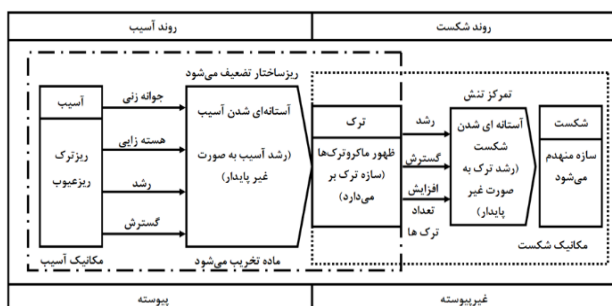 روند آسیب
روند شکست
ریزساختار تضعیف می‌شود
آسیب
ریزترک
ریزعیوب
جوانه زنی
هسته زایی
رشد
گسترش
آستانه‌ای شدن آسیب
(رشد آسیب به صورت
غیر پایدار)
مکانیک آسیب
ماده تخریب می‌شود
ترک
ظهور ماکروترک‌ها
(سازه ترک بر
می‌دارد)
رشد
گسترش
افزایش
تعداد
ترک ها
تمرکز تنش
آستانه ای شدن
شکست
(رشد ترک به
صورت غیر
پایدار)
شکست
سازه منهدم
می‌شود
مکانیک شکست
پیوسته
غیرپیوسته